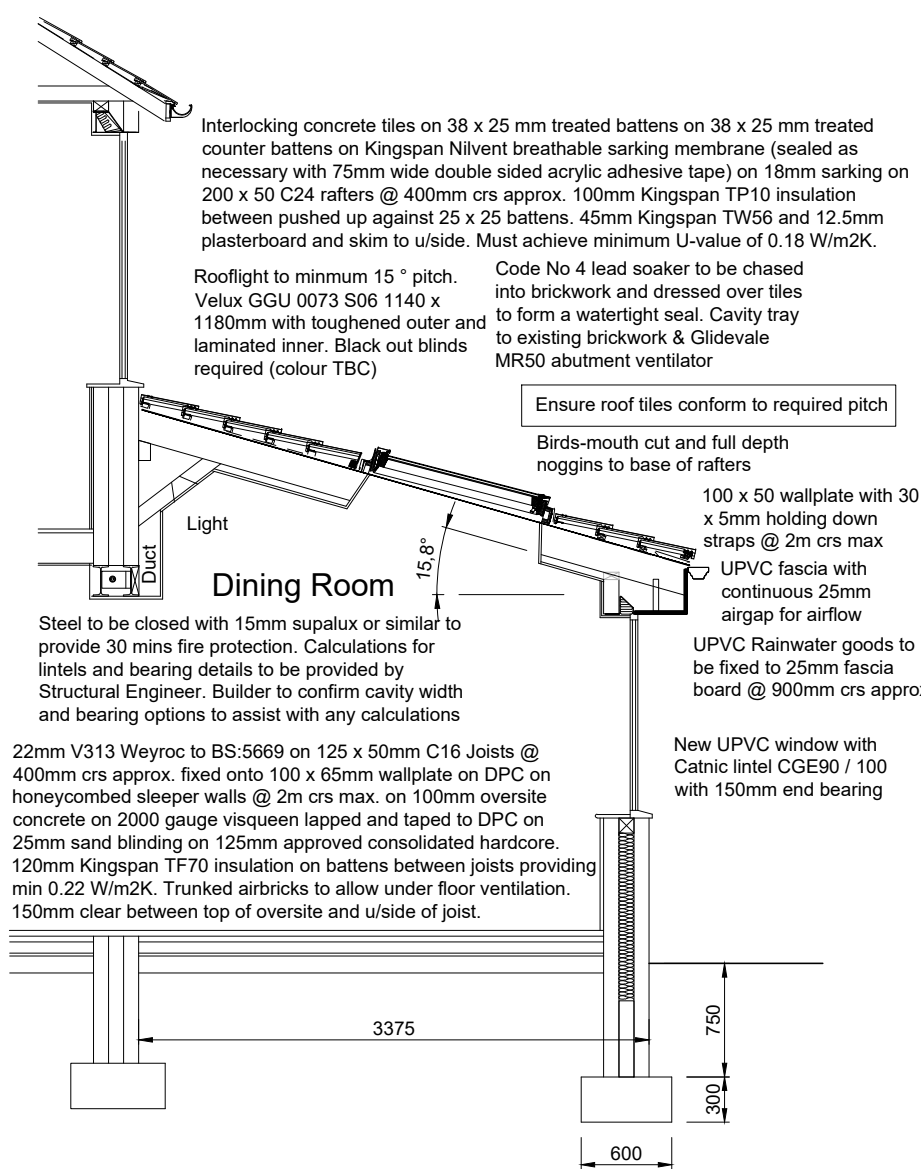 Interlocking concrete tiles on 38 x 25 mm treated battens on 38 x 25 mm treated
counter battens on Kingspan Nilvent breathable sarking membrane (sealed as
necessary with 75mm wide double sided acrylic adhesive tape) on 18mm sarking on
200 x 50 C24 rafters @ 400mm crs approx. 100mm Kingspan TP10 insulation
between pushed up against 25 x 25 battens. 45mm Kingspan TW56 and 12.5mm
plasterboard and skim to u/side. Must achieve minimum U-value of 0.18 W/m2K.
Rooflight to minmum 15 ° pitch.
Velux GGU 0073 S06 1140 x
1180mm with toughened outer and
laminated inner. Black out blinds
required (colour TBC)
Code No 4 lead soaker to be chased
into brickwork and dressed over tiles
to form a watertight seal. Cavity tray
to existing brickwork & Glidevale
MR50 abutment ventilator
Ensure roof tiles conform to required pitch
Birds-mouth cut and full depth
noggins to base of rafters
100 x 50 wallplate with 30
x 5mm holding down
straps @ 2m crs max
UPVC fascia with
continuous 25mm
airgap for airflow
UPVC Rainwater goods to
be fixed to 25mm fascia
board @ 900mm crs approx
Light
Duct
Dining Room
15,8°
Steel to be closed with 15mm supalux or similar to
provide 30 mins fire protection. Calculations for
lintels and bearing details to be provided by
Structural Engineer. Builder to confirm cavity width
and bearing options to assist with any calculations
New UPVC window with
Catnic lintel CGE90 / 100
with 150mm end bearing
22mm V313 Weyroc to BS:5669 on 125 x 50mm C16 Joists @
400mm crs approx. fixed onto 100 x 65mm wallplate on DPC on
honeycombed sleeper walls @ 2m crs max. on 100mm oversite
concrete on 2000 gauge visqueen lapped and taped to DPC on
25mm sand blinding on 125mm approved consolidated hardcore.
120mm Kingspan TF70 insulation on battens between joists providing
min 0.22 W/m2K. Trunked airbricks to allow under floor ventilation.
150mm clear between top of oversite and u/side of joist.
3375
750
300
600